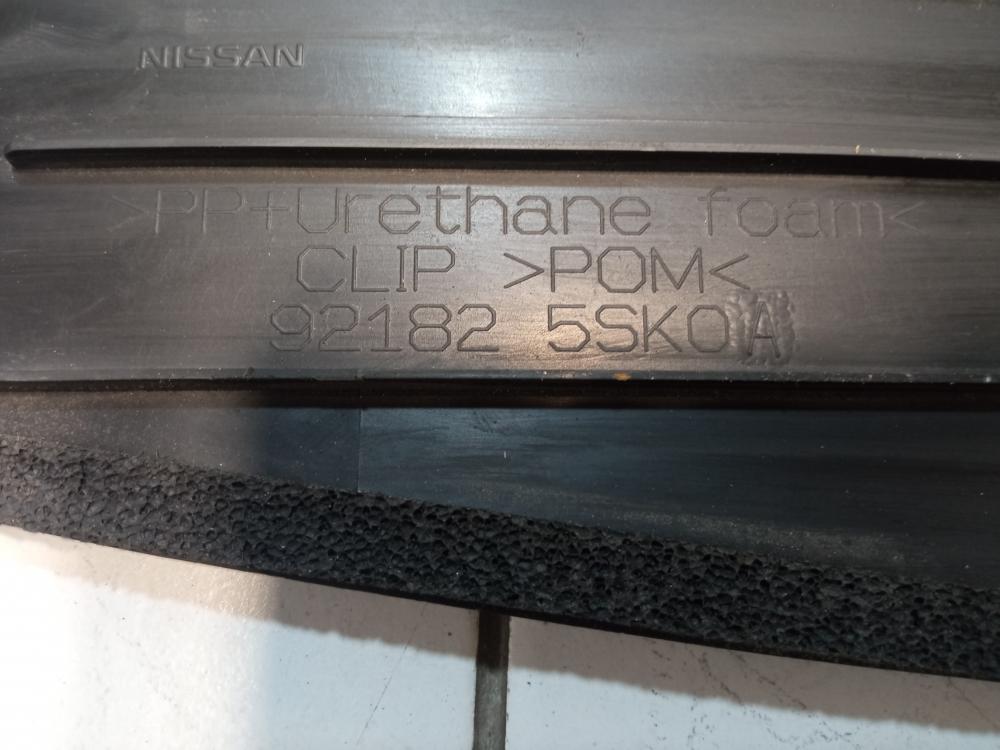 NISSAN
>PP+Urethane foam<
CLIP >POM<
92182 5SK0A